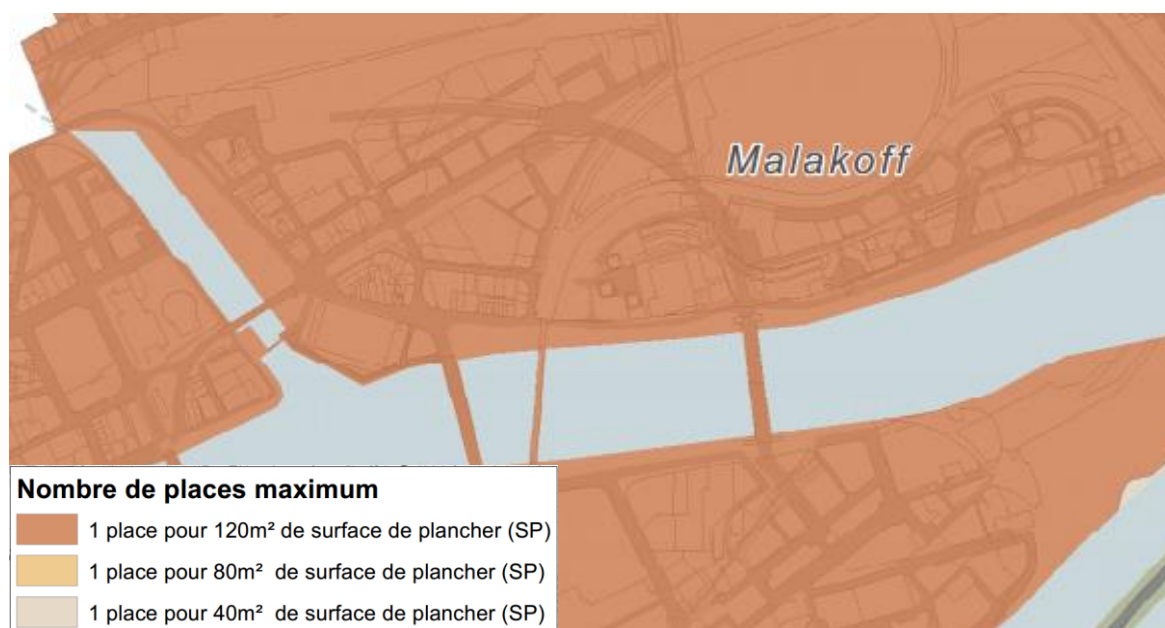 Malakoff
Nombre de places maximum
1 place pour 120m² de surface de plancher (SP)
1 place pour 80m² de surface de plancher (SP)
1 place pour 40m² de surface de plancher (SP)